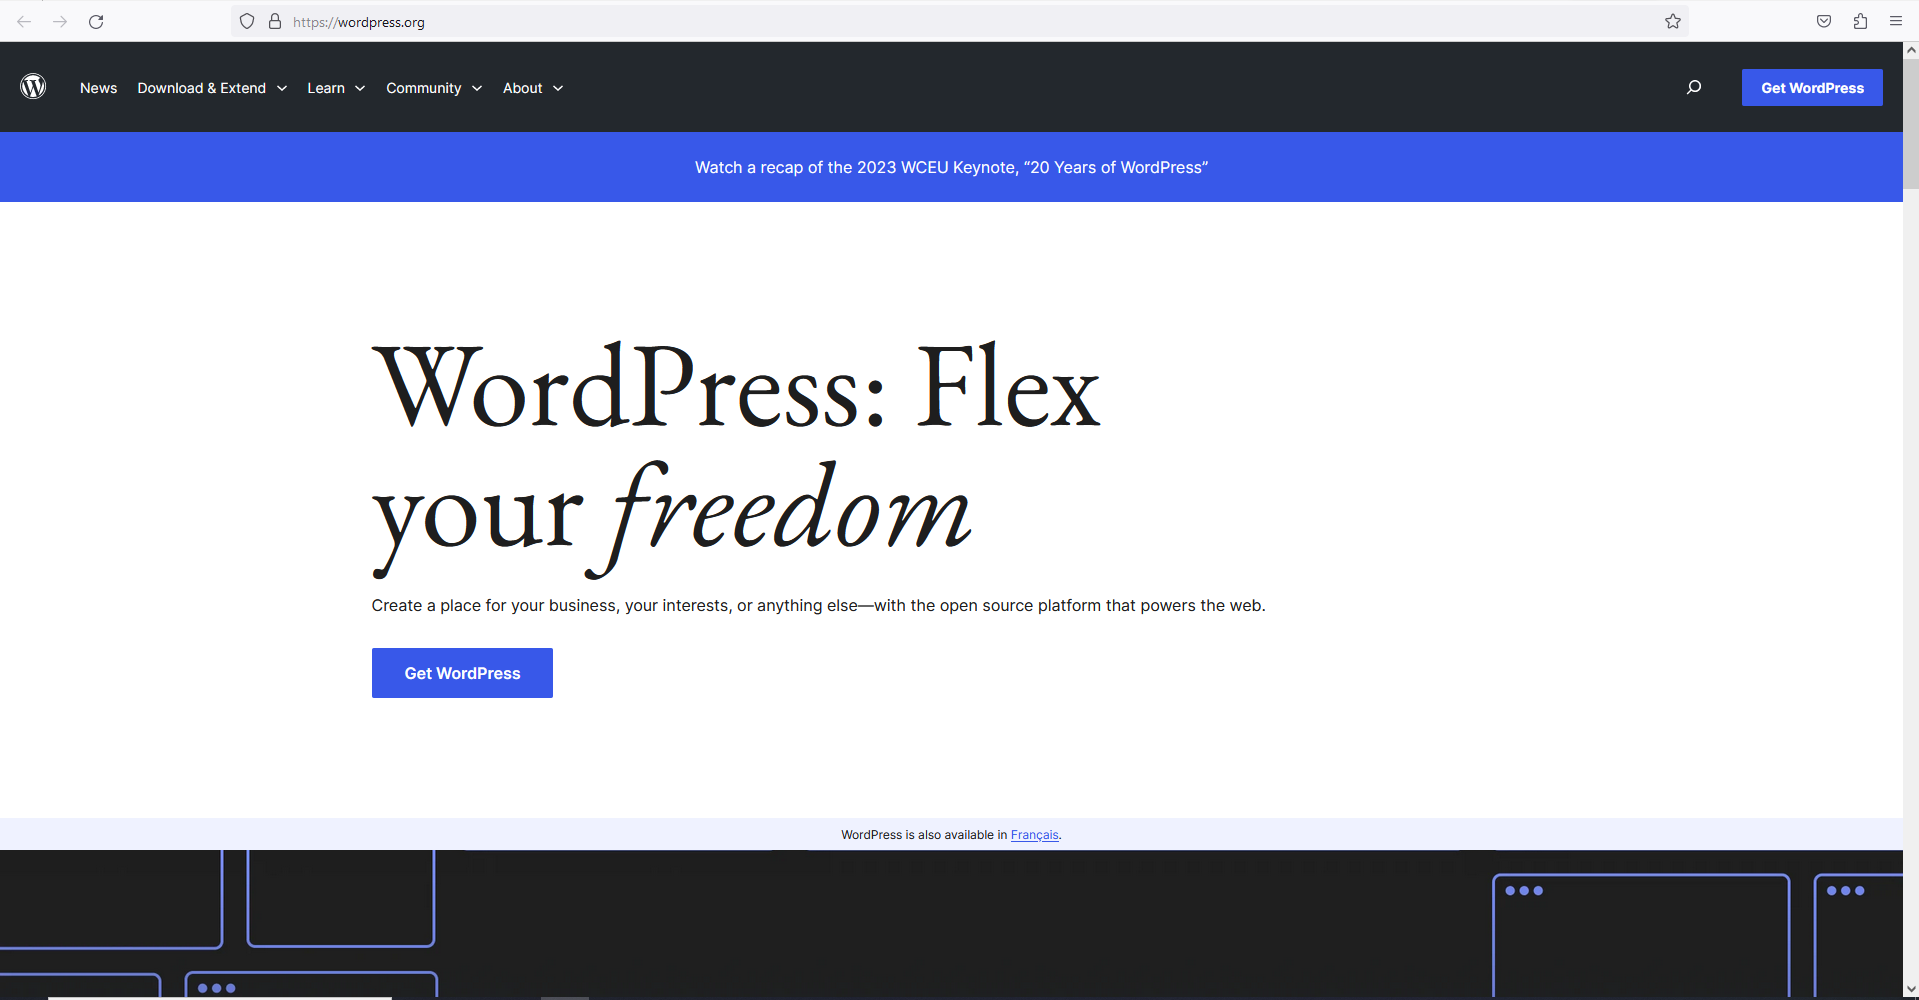 https://wordpress.org
News Download & Extend Learn Community About Get WordPress
Watch a recap of the 2023 WCEU Keynote, “20 Years of WordPress”
WordPress: Flex
your freedom
Create a place for your business, your interests, or anything else—with the open source platform that powers the web.
Get WordPress
WordPress is also available in Français.